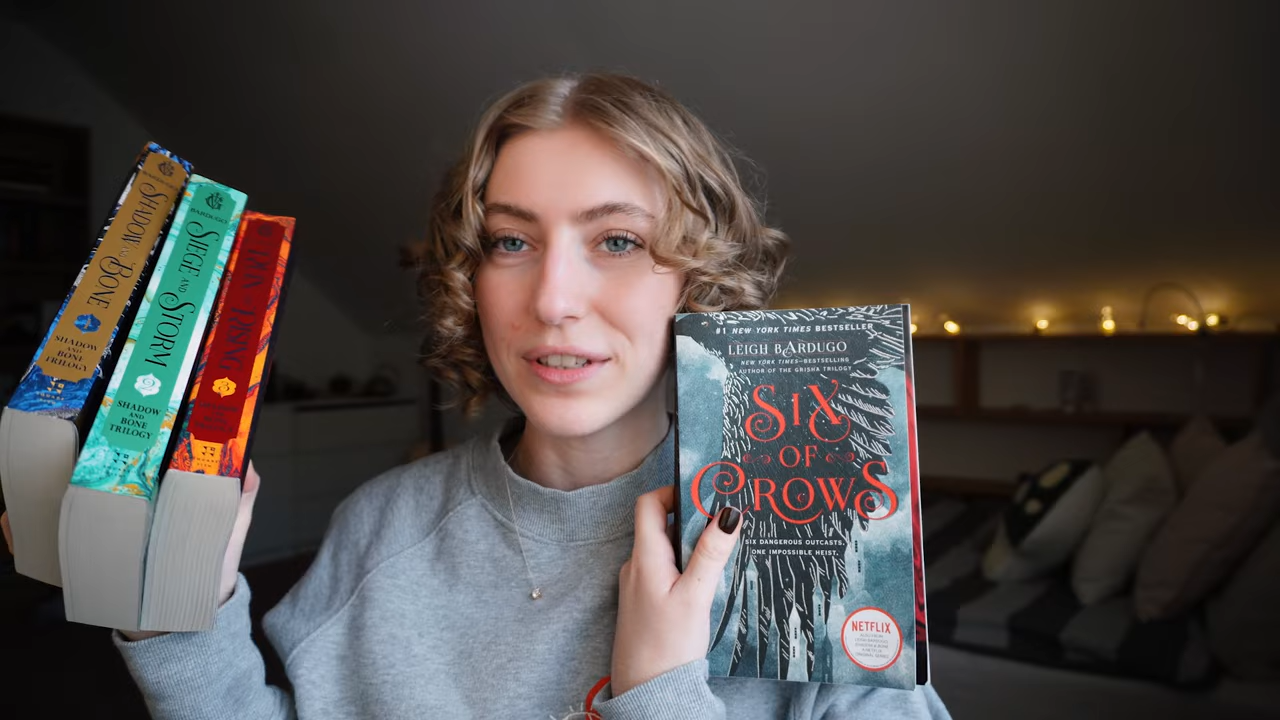 BARDUGO
SHADOW AND BONE
SHADOW
AND
BONE
TRILOGY
BARDUGO
SIEGE AND STORM
SHADOW
AND
BONE
TRILOGY
RISING
#1 NEW YORK TIMES BESTSELLER
LEIGH BARDUGO
NEW YORK TIMES–BESTSELLING
AUTHOR OF THE GRISHA TRILOGY
SIX
OF
CROWS
SIX DANGEROUS OUTCASTS.
ONE IMPOSSIBLE HEIST.
NETFLIX